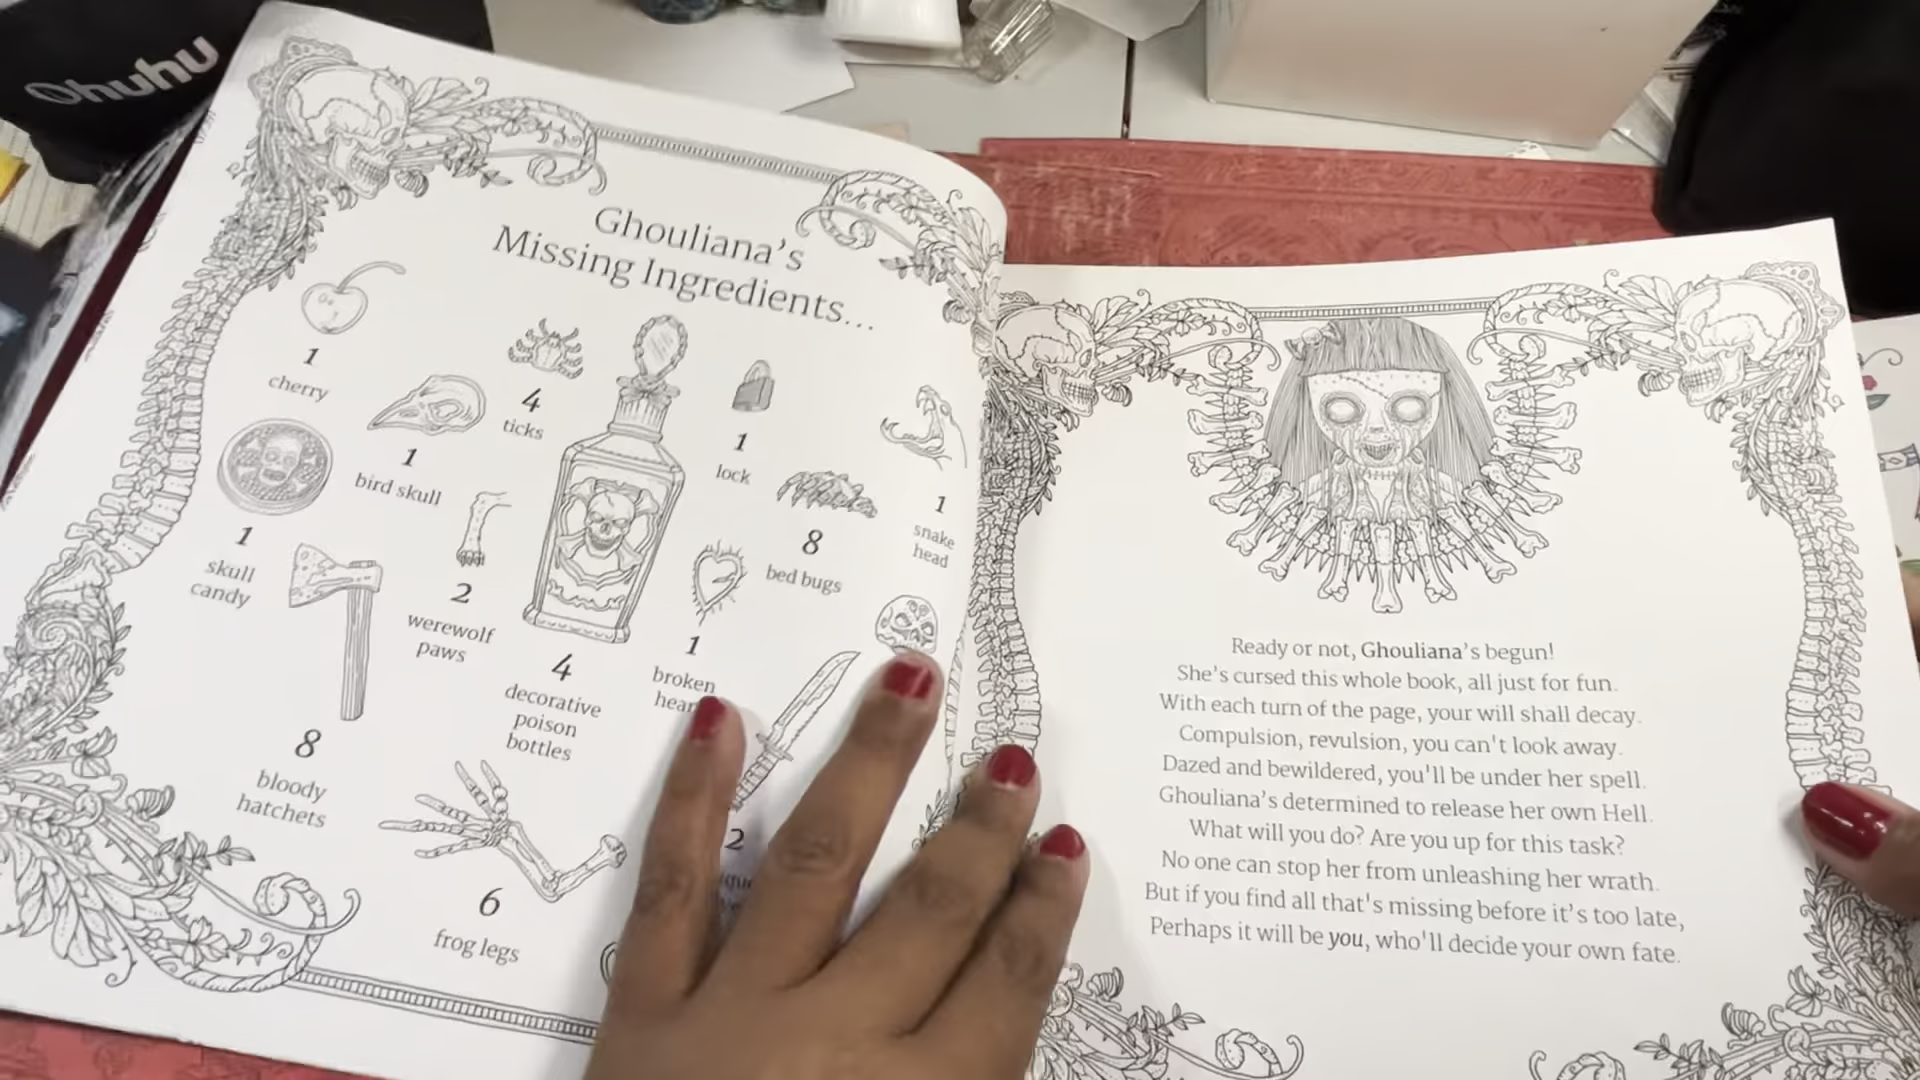 Ohuhu
Ghouliana's
Missing Ingredients...
1
cherry
4
ticks
1
bird skull
1
lock
1
snake
head
1
skull
candy
2
werewolf
paws
8
bed bugs
4
decorative
poison
bottles
1
broken
8
bloody
hatchets
2
6
frog legs
Ready or not, Ghouliana's begun!
She's cursed this whole book, all just for fun.
With each turn of the page, your will shall decay.
Compulsion, revulsion, you can't look away.
Dazed and bewildered, you'll be under her spell.
Ghouliana's determined to release her own Hell.
What will you do? Are you up for this task?
No one can stop her from unleashing her wrath.
But if you find all that's missing before it's too late,
Perhaps it will be you, who'll decide your own fate.